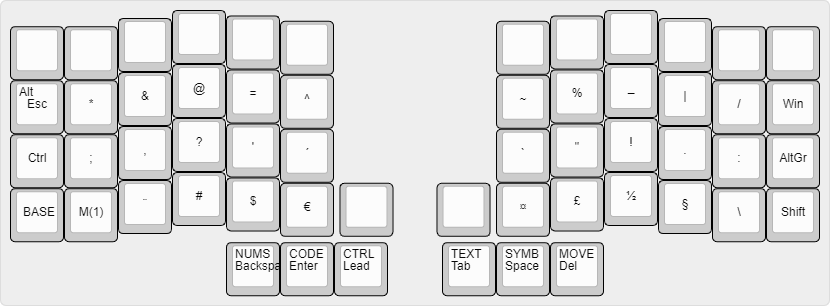 Alt Esc * & @ = ^ ~ % – | / Win
Ctrl ; , ? ' ´ ` " ! . : AltGr
BASE M(1) ¨ # $ € ¤ £ ½ § \ Shift
NUMS CODE CTRL TEXT SYMB MOVE
Backspa Enter Lead Tab Space Del